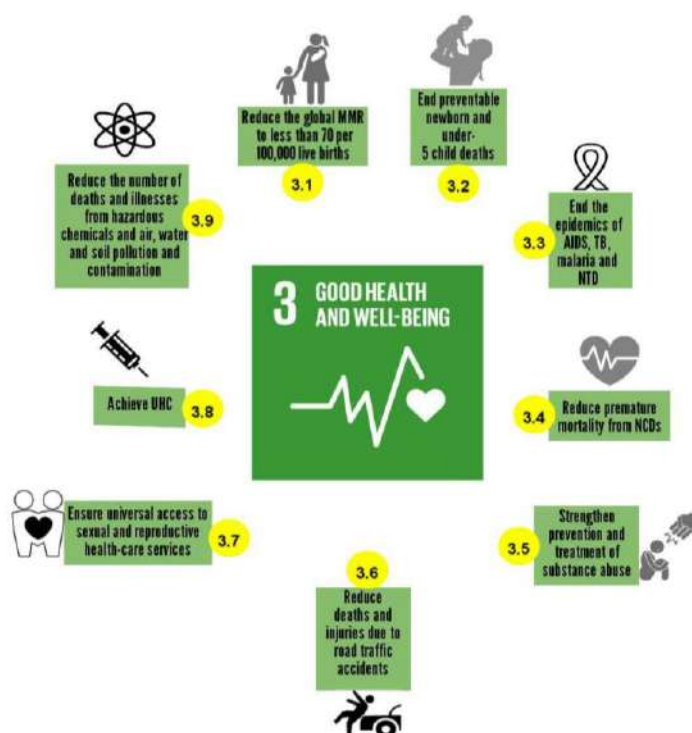 3 GOOD HEALTH
AND WELL-BEING
Reduce the global MMR
to less than 70 per
100,000 live births
3.1
End preventable
newborn and
under-
5 child deaths
3.2
End the
epidemics of
AIDS, TB,
malaria and
NTD
3.3
Reduce premature
mortality from NCDs
3.4
Strengthen
prevention and
treatment of
substance abuse
3.5
3.6
Reduce
deaths and
injuries due to
road traffic
accidents
Ensure universal access to
sexual and reproductive
health-care services
3.7
Achieve UHC
3.8
Reduce the number of
deaths and illnesses
from hazardous
chemicals and air, water
and soil pollution and
contamination
3.9